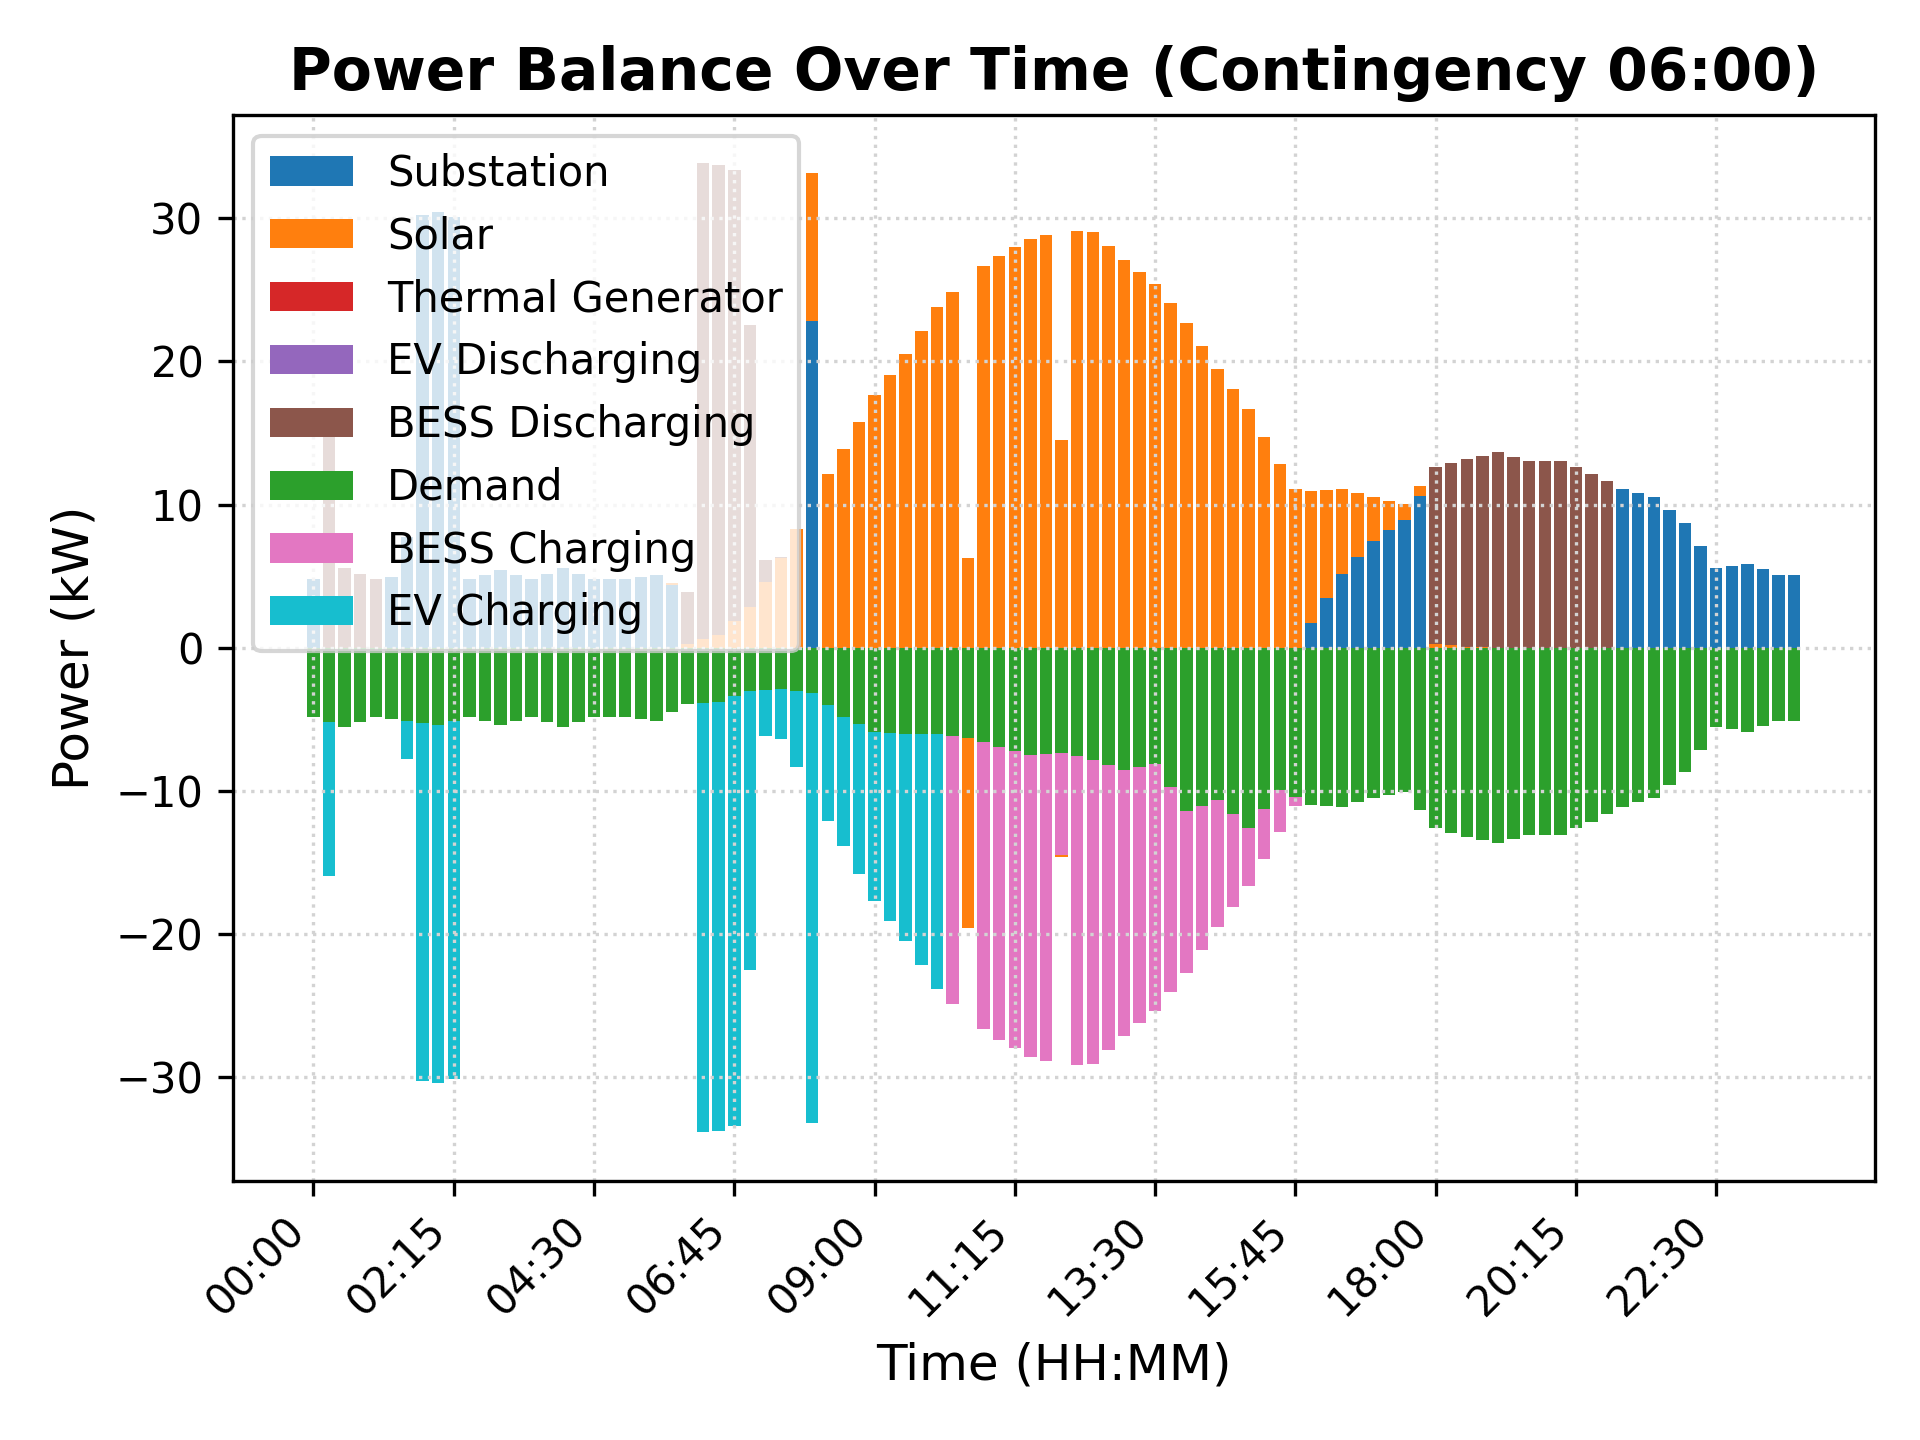 Power Balance Over Time (Contingency 06:00)
Substation
Solar
Thermal Generator
EV Discharging
BESS Discharging
Demand
BESS Charging
EV Charging
Power (kW)
30
20
10
0
−10
−20
−30
00:00
02:15
04:30
06:45
09:00
11:15
13:30
15:45
18:00
20:15
22:30
Time (HH:MM)